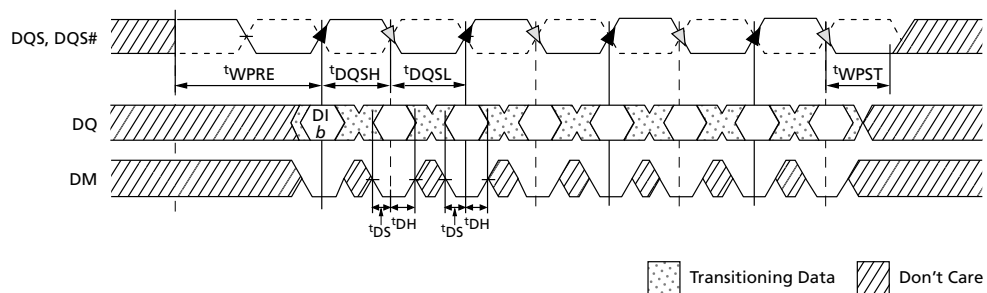 DQS, DQS#
tWPRE tDQSH tDQSL tWPST
DQ
DI
b
DM
tDS tDH tDS tDH
Transitioning Data Don't Care